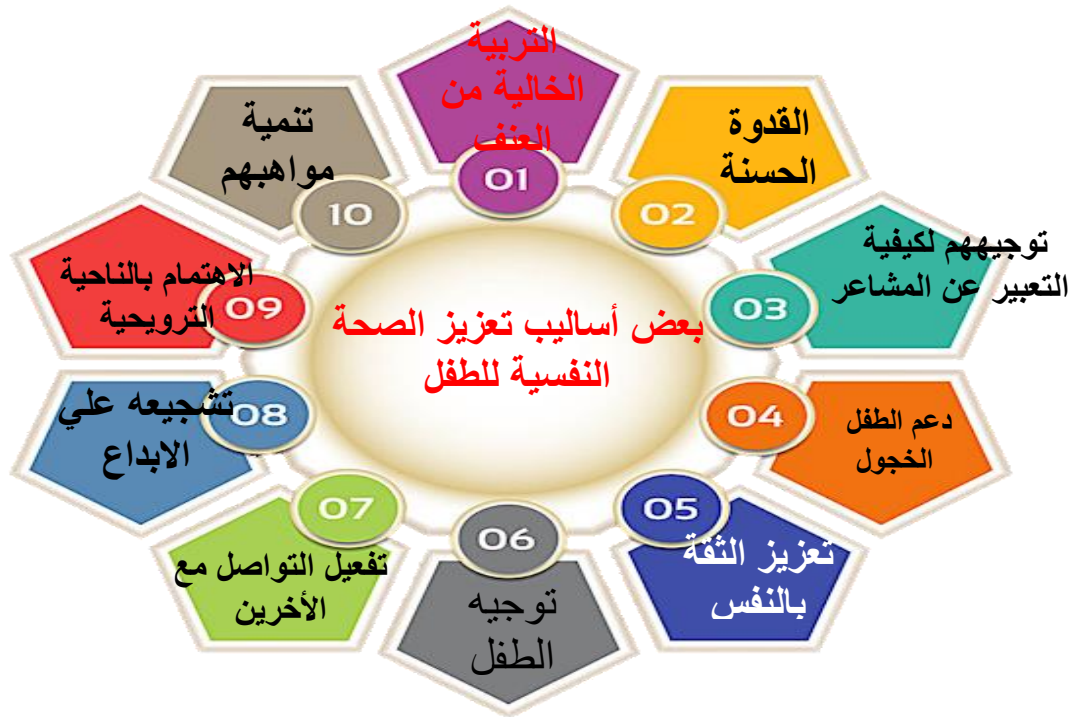 بعض أساليب تعزيز الصحة
النفسية للطفل
التربية
الخالية من
العنف
01
القدوة
الحسنة
02
توجيههم لكيفية
التعبير عن المشاعر
03
دعم الطفل
الخجول
04
تعزيز الثقة
بالنفس
05
توجيه
الطفل
06
تفعيل التواصل مع
الأخرين
07
تشجيعه علي
الابداع
08
الاهتمام بالناحية
الترويحية
09
تنمية
مواهبهم
10